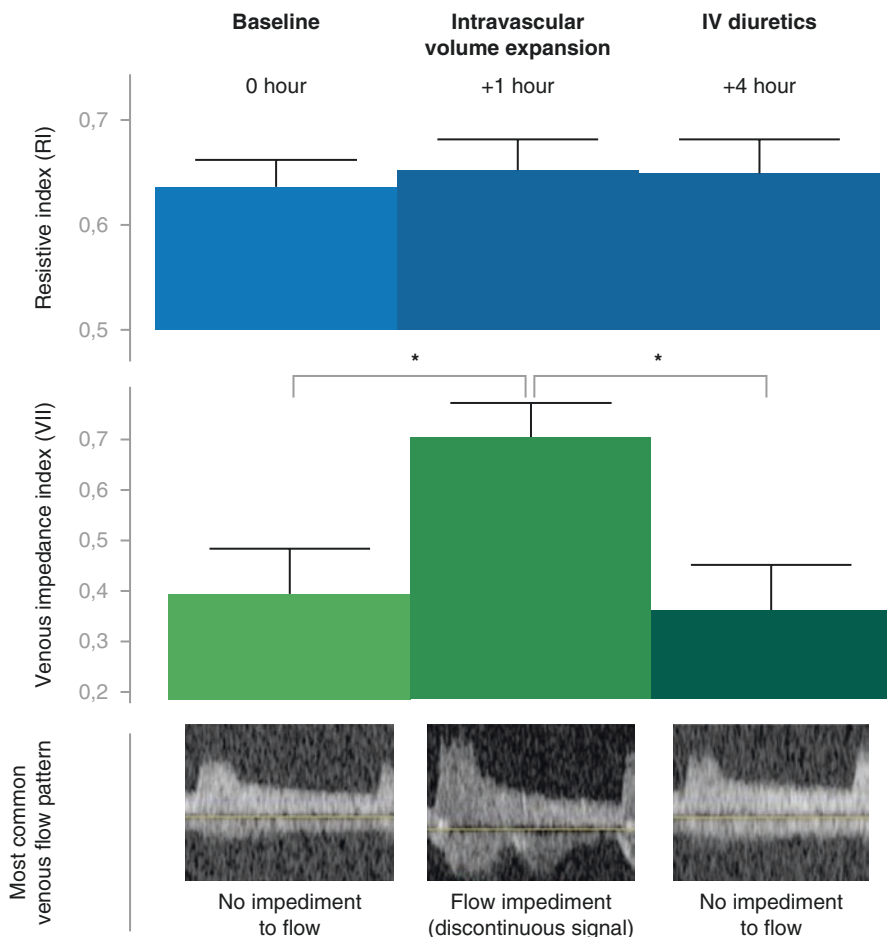 Baseline
Intravascular
volume expansion
IV diuretics
0 hour
+1 hour
+4 hour
Resistive index (RI)
0,7
0,6
0,5
*
*
Venous impedance index (VII)
0,7
0,6
0,5
0,4
0,3
0,2
Most common
venous flow pattern
No impediment
to flow
Flow impediment
(discontinuous signal)
No impediment
to flow